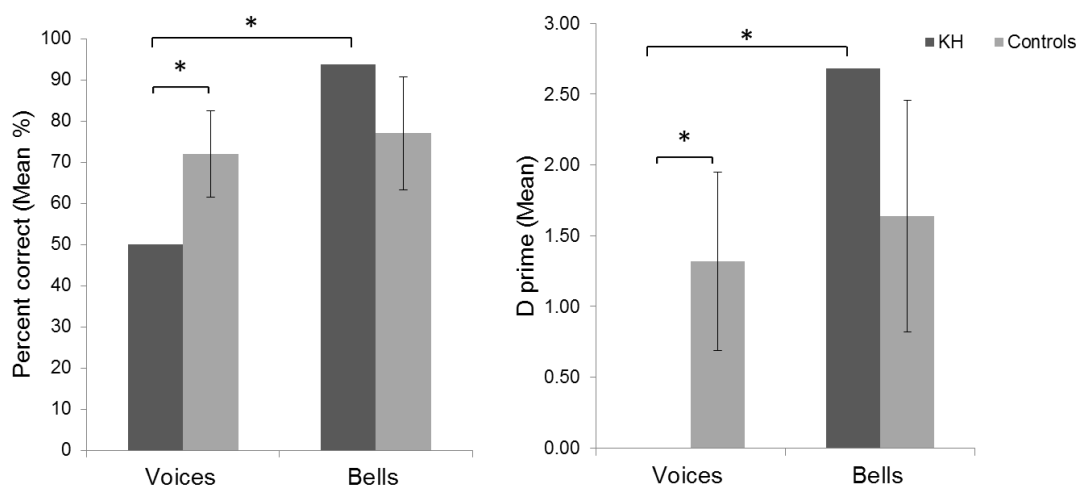 Percent correct (Mean %)
100
90
80
70
60
50
40
30
20
10
0
*
*
Voices
Bells
D prime (Mean)
3.00
2.50
2.00
1.50
1.00
0.50
0.00
*
*
KH
Controls
Voices
Bells